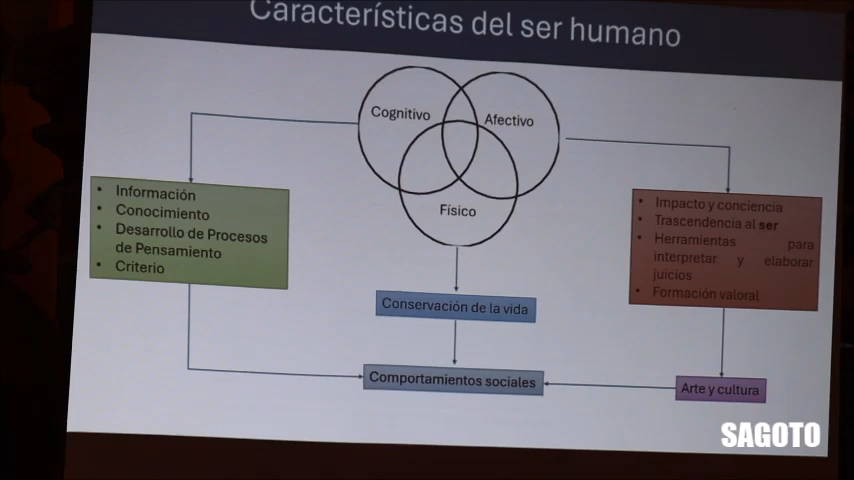 Características del ser humano
Cognitivo
Afectivo
Físico
• Información
• Conocimiento
• Desarrollo de Procesos
de Pensamiento
• Criterio
• Impacto y conciencia
• Trascendencia al ser
• Herramientas para
interpretar y elaborar
juicios
• Formación valoral
Conservación de la vida
Comportamientos sociales
Arte y cultura
SAGOTO